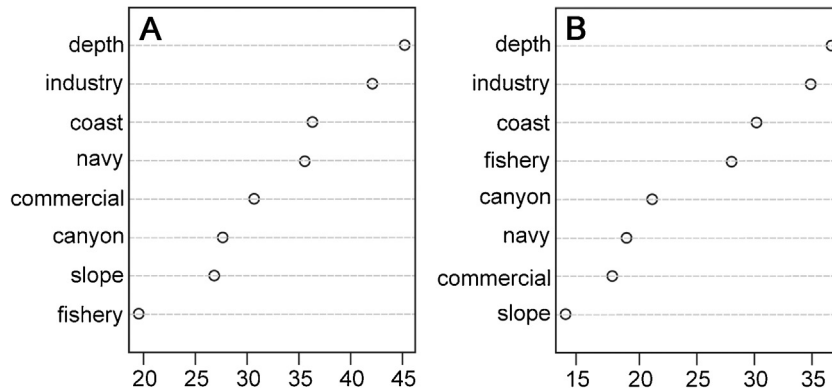 A
depth
industry
coast
navy
commercial
canyon
slope
fishery
20 25 30 35 40 45
B
depth
industry
coast
fishery
canyon
navy
commercial
slope
15 20 25 30 35